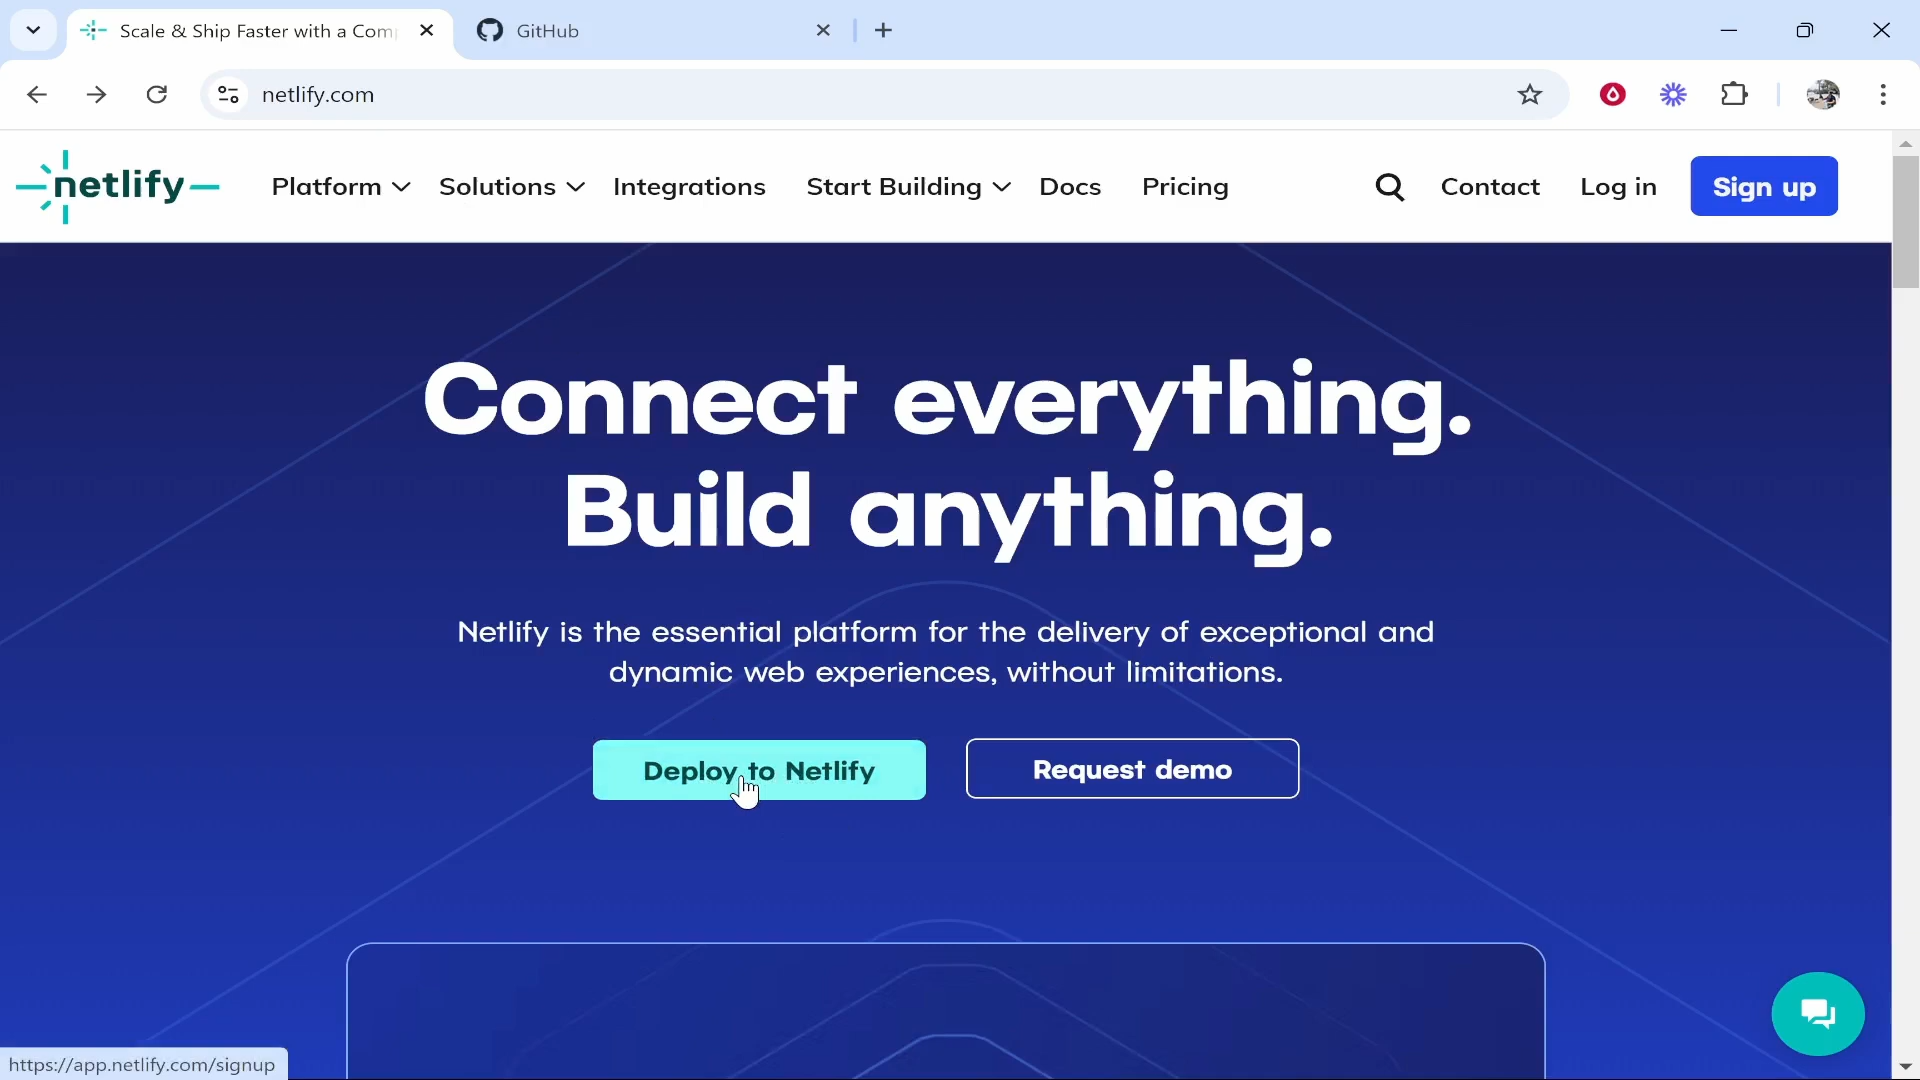 Scale & Ship Faster with a Com
GitHub
netlify.com
netlify
Platform
Solutions
Integrations
Start Building
Docs
Pricing
Contact
Log in
Sign up
Connect everything.
Build anything.
Netlify is the essential platform for the delivery of exceptional and
dynamic web experiences, without limitations.
Deploy to Netlify
Request demo
https://app.netlify.com/signup